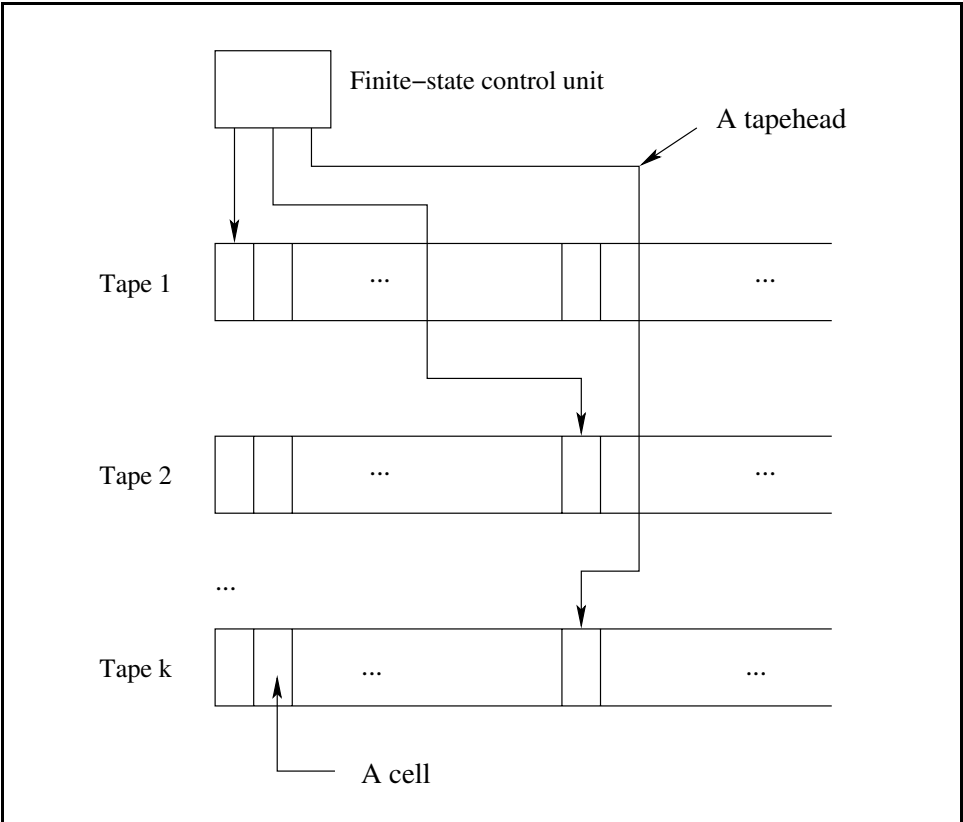 Finite−state control unit
A tapehead
Tape 1
...
...
Tape 2
...
...
...
Tape k
...
...
A cell